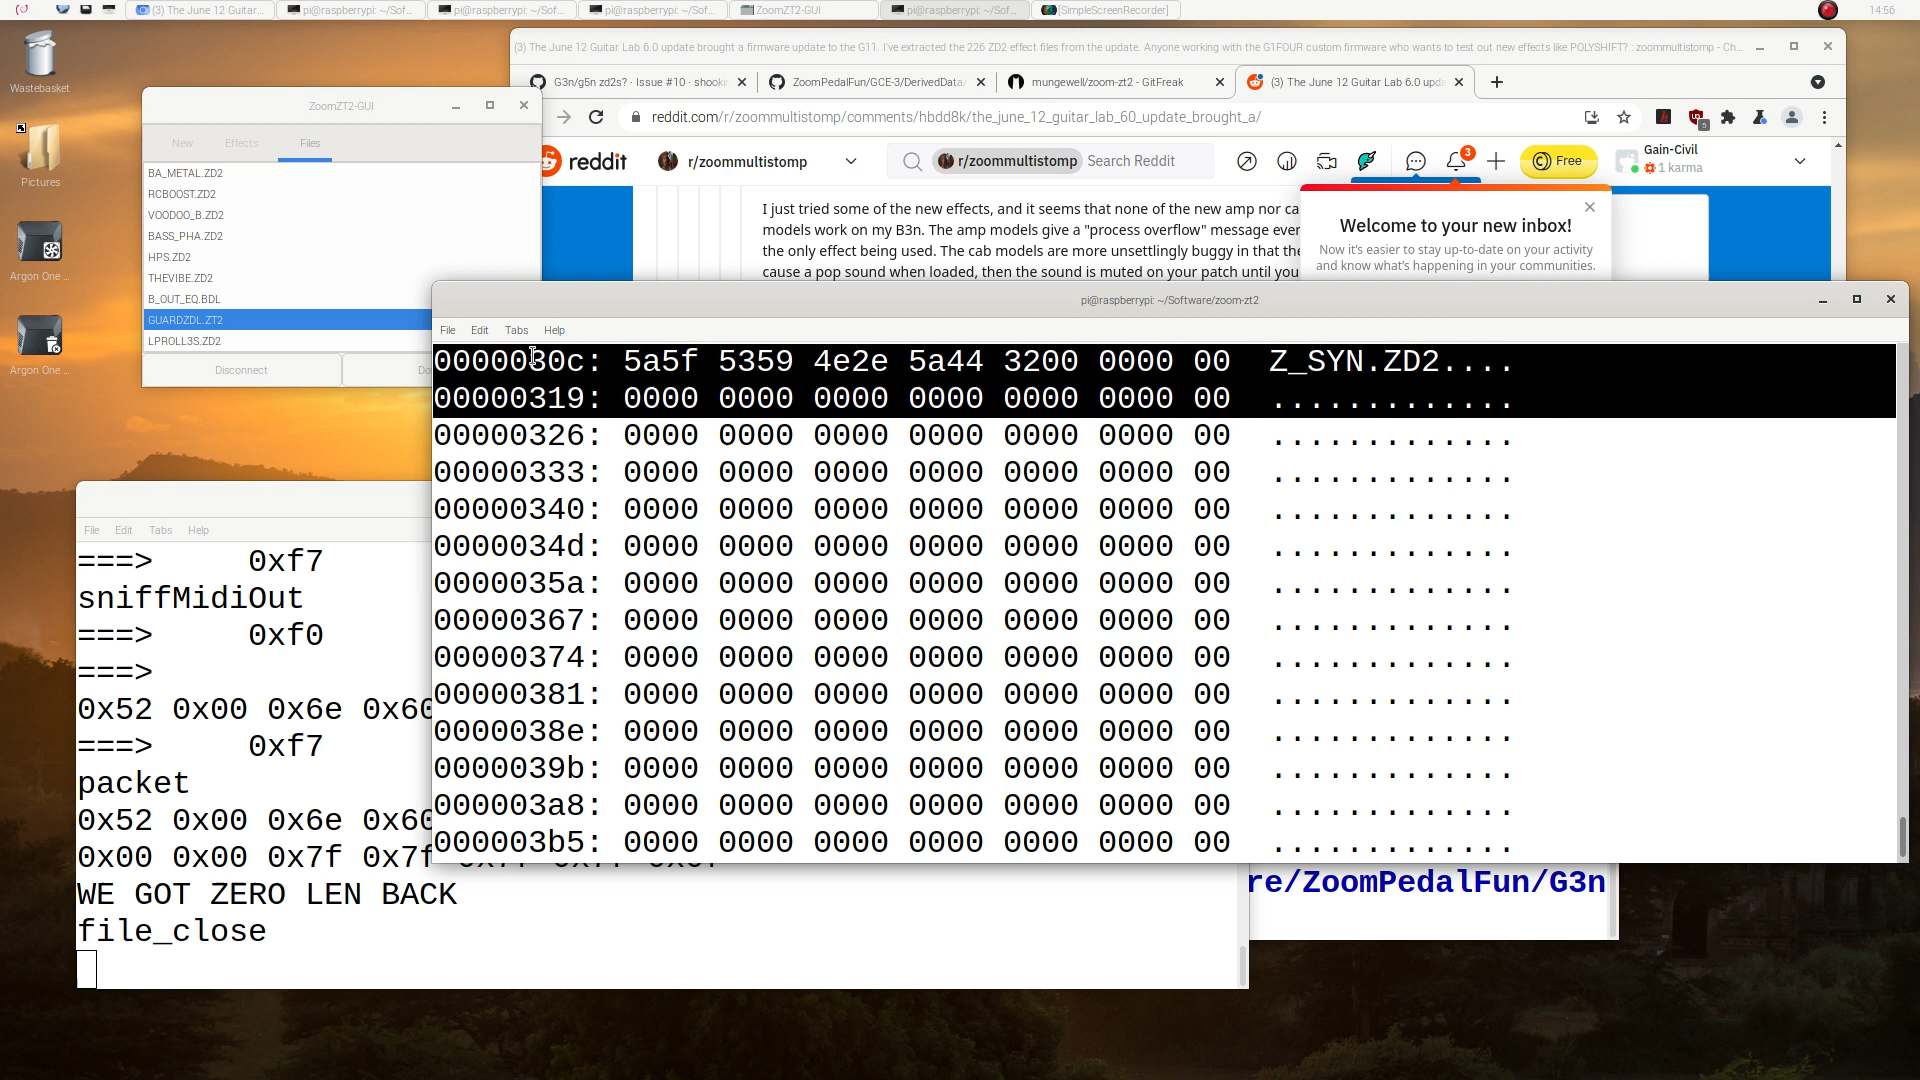 (3) The June 12 Guitar...
pi@raspberrypi: ~/Sof...
pi@raspberrypi: ~/Sof...
pi@raspberrypi: ~/Sof...
ZoomZT2-GUI
pi@raspberrypi: ~/Sof...
[SimpleScreenRecorder]
14:56
Wastebasket
Pictures
Argon One ...
Argon One ...
(3) The June 12 Guitar Lab 6.0 update brought a firmware update to the G11. I've extracted the 226 ZD2 effect files from the update. Anyone working with the G1FOUR custom firmware who wants to test out new effects like POLYSHIFT? : zoommultistomp - Ch...
G3n/g5n zd2s? · Issue #10 · shook
ZoomPedalFun/GCE-3/DerivedData/
mungewell/zoom-zt2 - GitFreak
(3) The June 12 Guitar Lab 6.0 upd
reddit.com/r/zoommultistomp/comments/hbdd8k/the_june_12_guitar_lab_60_update_brought_a/
reddit
r/zoommultistomp
r/zoommultistomp
Search Reddit
3
Free
Gain-Civil
1 karma
I just tried some of the new effects, and it seems that none of the new amp nor ca
models work on my B3n. The amp models give a "process overflow" message ever
the only effect being used. The cab models are more unsettlingly buggy in that the
cause a pop sound when loaded, then the sound is muted on your patch until you
Welcome to your new inbox!
Now it's easier to stay up-to-date on your activity
and know what's happening in your communities.
ZoomZT2-GUI
New
Effects
Files
BA_METAL.ZD2
RCBOOST.ZD2
VOODOO_B.ZD2
BASS_PHA.ZD2
HPS.ZD2
THEVIBE.ZD2
B_OUT_EQ.BDL
GUARDZDL.ZT2
LPROLL3S.ZD2
Disconnect
Do
pi@raspberrypi: ~/Software/zoom-zt2
File Edit Tabs Help
0000030c: 5a5f 5359 4e2e 5a44 3200 0000 00 Z_SYN.ZD2....
00000319: 0000 0000 0000 0000 0000 0000 00 .............
00000326: 0000 0000 0000 0000 0000 0000 00 .............
00000333: 0000 0000 0000 0000 0000 0000 00 .............
00000340: 0000 0000 0000 0000 0000 0000 00 .............
0000034d: 0000 0000 0000 0000 0000 0000 00 .............
0000035a: 0000 0000 0000 0000 0000 0000 00 .............
00000367: 0000 0000 0000 0000 0000 0000 00 .............
00000374: 0000 0000 0000 0000 0000 0000 00 .............
00000381: 0000 0000 0000 0000 0000 0000 00 .............
0000038e: 0000 0000 0000 0000 0000 0000 00 .............
0000039b: 0000 0000 0000 0000 0000 0000 00 .............
000003a8: 0000 0000 0000 0000 0000 0000 00 .............
000003b5: 0000 0000 0000 0000 0000 0000 00 .............
File Edit Tabs Help
===> 0xf7
sniffMidiOut
===> 0xf0
===>
0x52 0x00 0x6e 0x60
===> 0xf7
packet
0x52 0x00 0x6e 0x60
0x00 0x00 0x7f 0x7f
WE GOT ZERO LEN BACK
file_close
re/ZoomPedalFun/G3n